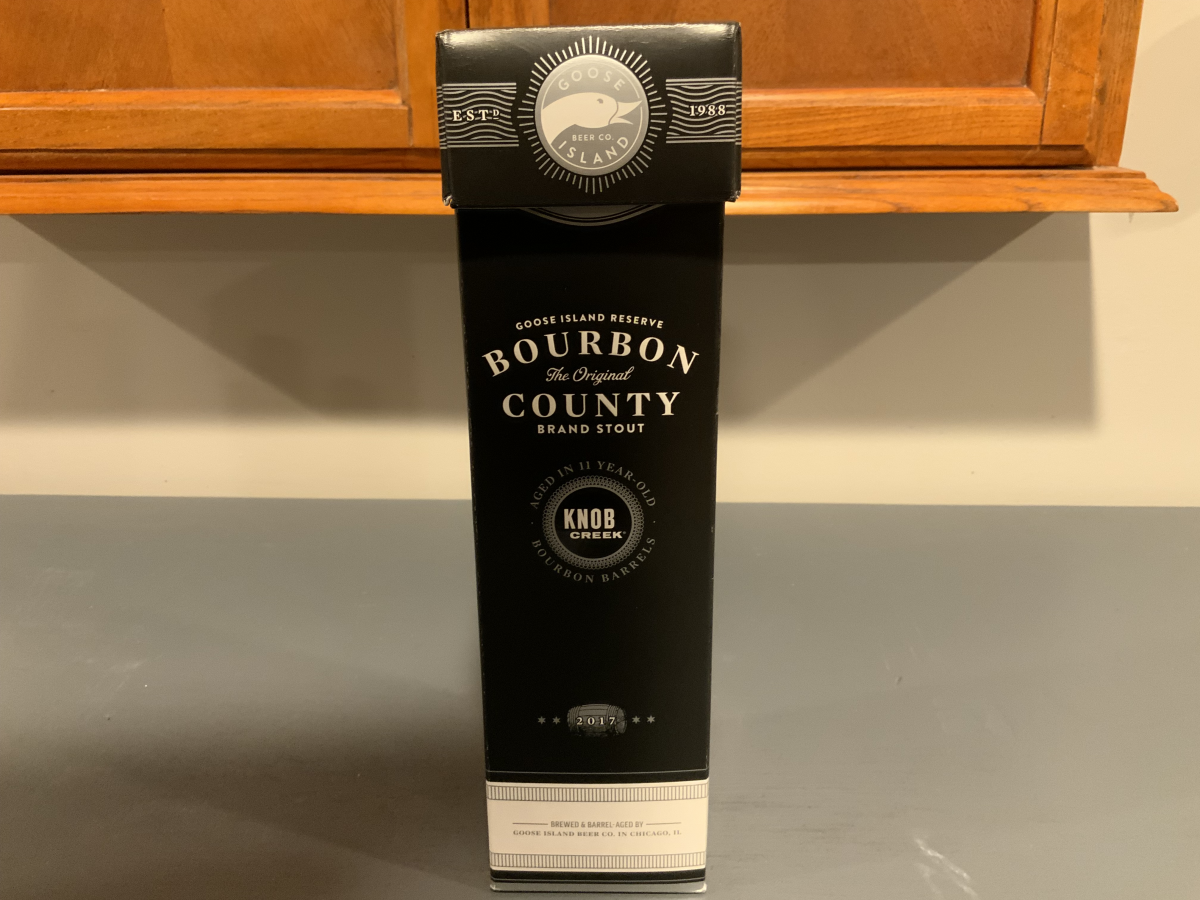 GOOSE
BEER CO.
ISLAND
ESTD
1988
GOOSE ISLAND RESERVE
BOURBON
The Original
COUNTY
BRAND STOUT
AGED IN 11 YEAR-OLD
KNOB
CREEK®
BOURBON BARRELS
2017
BREWED & BARREL-AGED BY
GOOSE ISLAND BEER CO. IN CHICAGO, IL